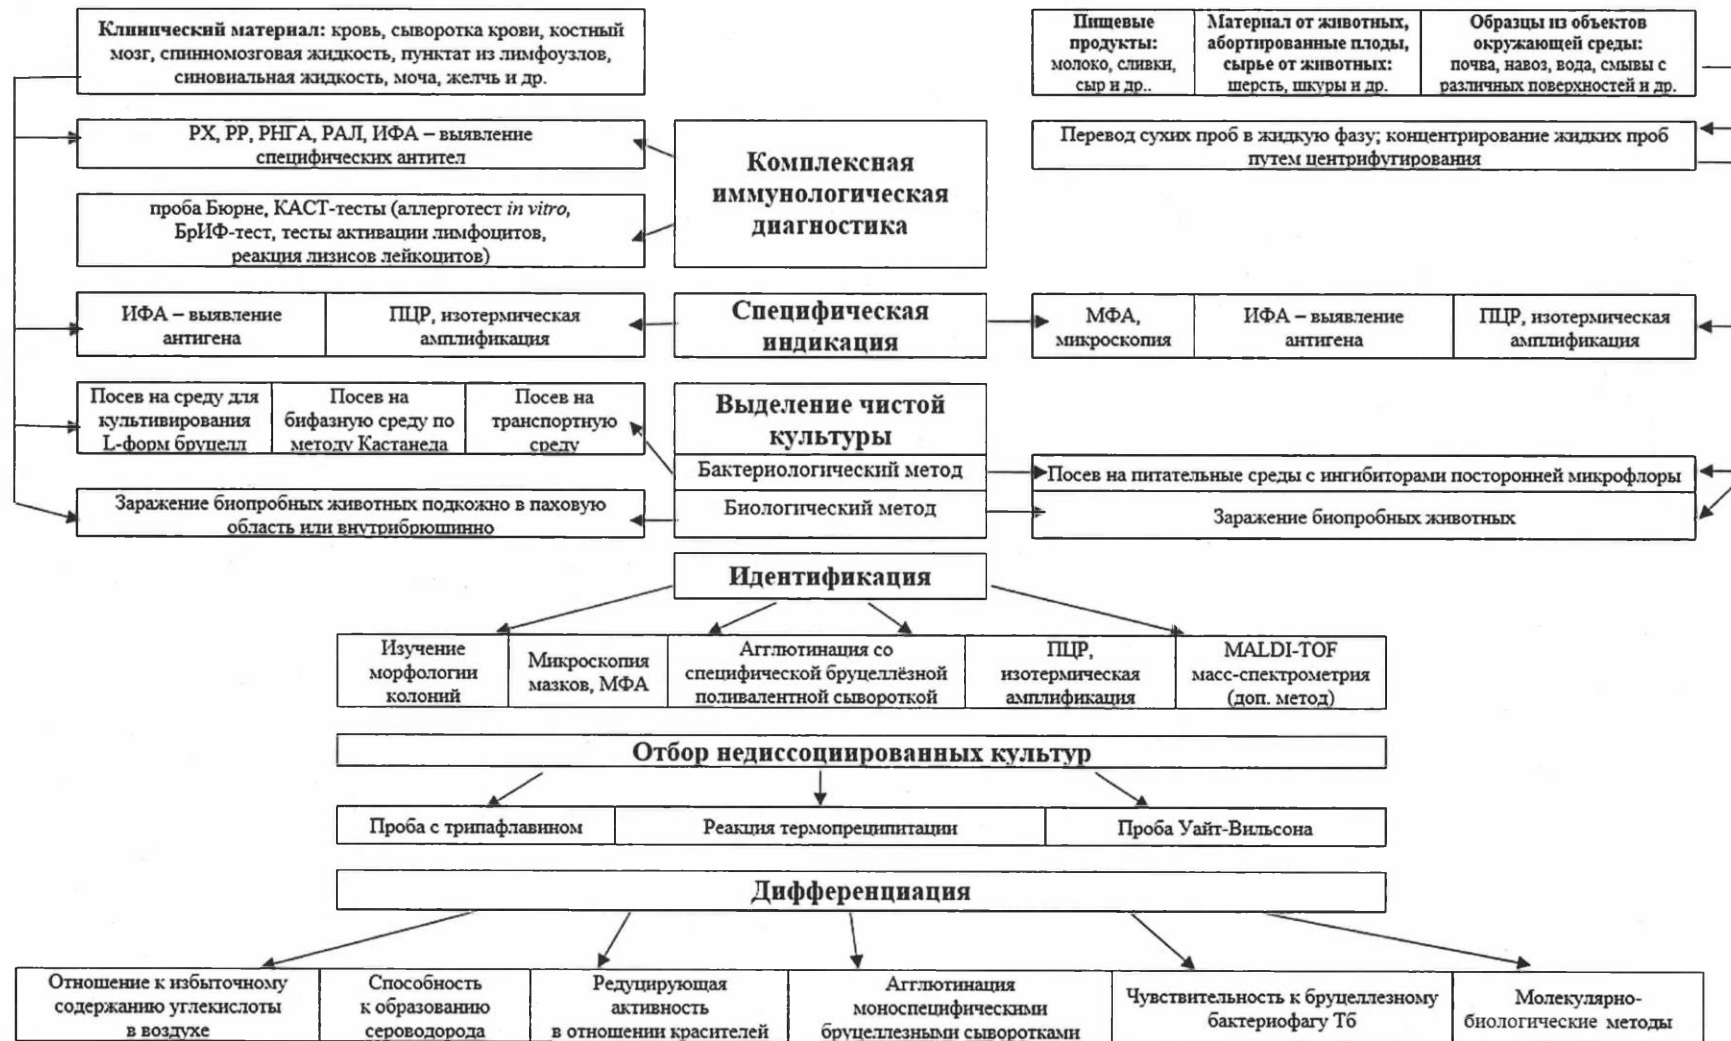 Клинический материал: кровь, сыворотка крови, костный
мозг, спинномозговая жидкость, пунктат из лимфоузлов,
синовиальная жидкость, моча, желчь и др.
Пищевые
продукты:
молоко, сливки,
сыр и др..
Материал от животных,
абортированные плоды,
сырье от животных:
шерсть, шкуры и др.
Образцы из объектов
окружающей среды:
почва, навоз, вода, смывы с
различных поверхностей и др.
РХ, РР, РНГА, РАЛ, ИФА – выявление
специфических антител
Комплексная
иммунологическая
диагностика
Перевод сухих проб в жидкую фазу; концентрирование жидких проб
путем центрифугирования
проба Бюрне, КАСТ-тесты (аллерготест in vitro,
БрИФ-тест, тесты активации лимфоцитов,
реакция лизисов лейкоцитов)
ИФА – выявление
антигена
ПЦР, изотермическая
амплификация
Специфическая
индикация
МФА,
микроскопия
ИФА – выявление
антигена
ПЦР, изотермическая
амплификация
Посев на среду для
культивирования
L-форм бруцелл
Посев на
бифазную среду по
методу Кастанеда
Посев на
транспортную
среду
Выделение чистой
культуры
Бактериологический метод
Посев на питательные среды с ингибиторами посторонней микрофлоры
Заражение биопробных животных подкожно в паховую
область или внутрибрюшинно
Биологический метод
Заражение биопробных животных
Идентификация
Изучение
морфологии
колоний
Микроскопия
мазков, МФА
Агглютинация со
специфической бруцеллёзной
поливалентной сывороткой
ПЦР,
изотермическая
амплификация
MALDI-TOF
масс-спектрометрия
(доп. метод)
Отбор недиссоциированных культур
Проба с трипафлавином
Реакция термопреципитации
Проба Уайт-Вильсона
Дифференциация
Отношение к избыточному
содержанию углекислоты
в воздухе
Способность
к образованию
сероводорода
Редуцирующая
активность
в отношении красителей
Агглютинация
моноспецифическими
бруцеллезными сыворотками
Чувствительность к бруцеллезному
бактериофагу Тб
Молекулярно-
биологические методы